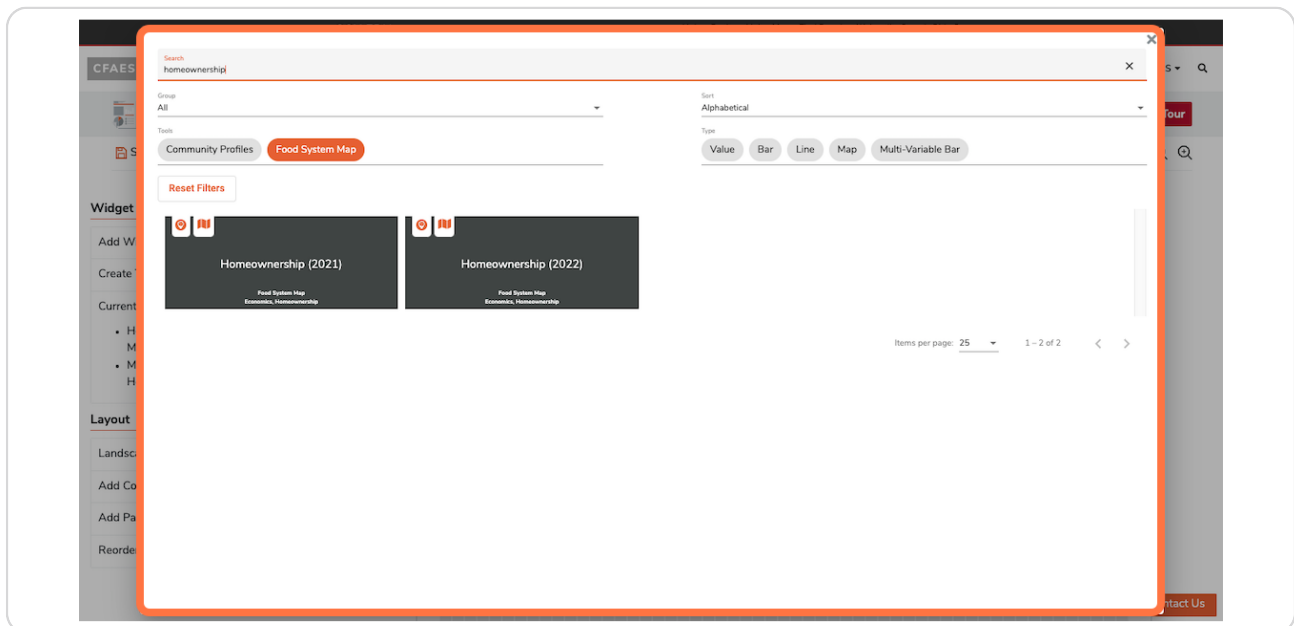 Search
homeownership
CFAES
S
Group
All
Sort
Alphabetical
Tour
Tools
Community Profiles
Food System Map
Type
Value
Bar
Line
Map
Multi-Variable Bar
S
Reset Filters
Widget
Homeownership (2021)
Food System Map
Economics, Homeownership
Homeownership (2022)
Food System Map
Economics, Homeownership
Add W
Create
Current
• H
M
• M
H
Items per page: 25
1 – 2 of 2
Layout
Landsca
Add Co
Add Pa
Reorde
ntact Us